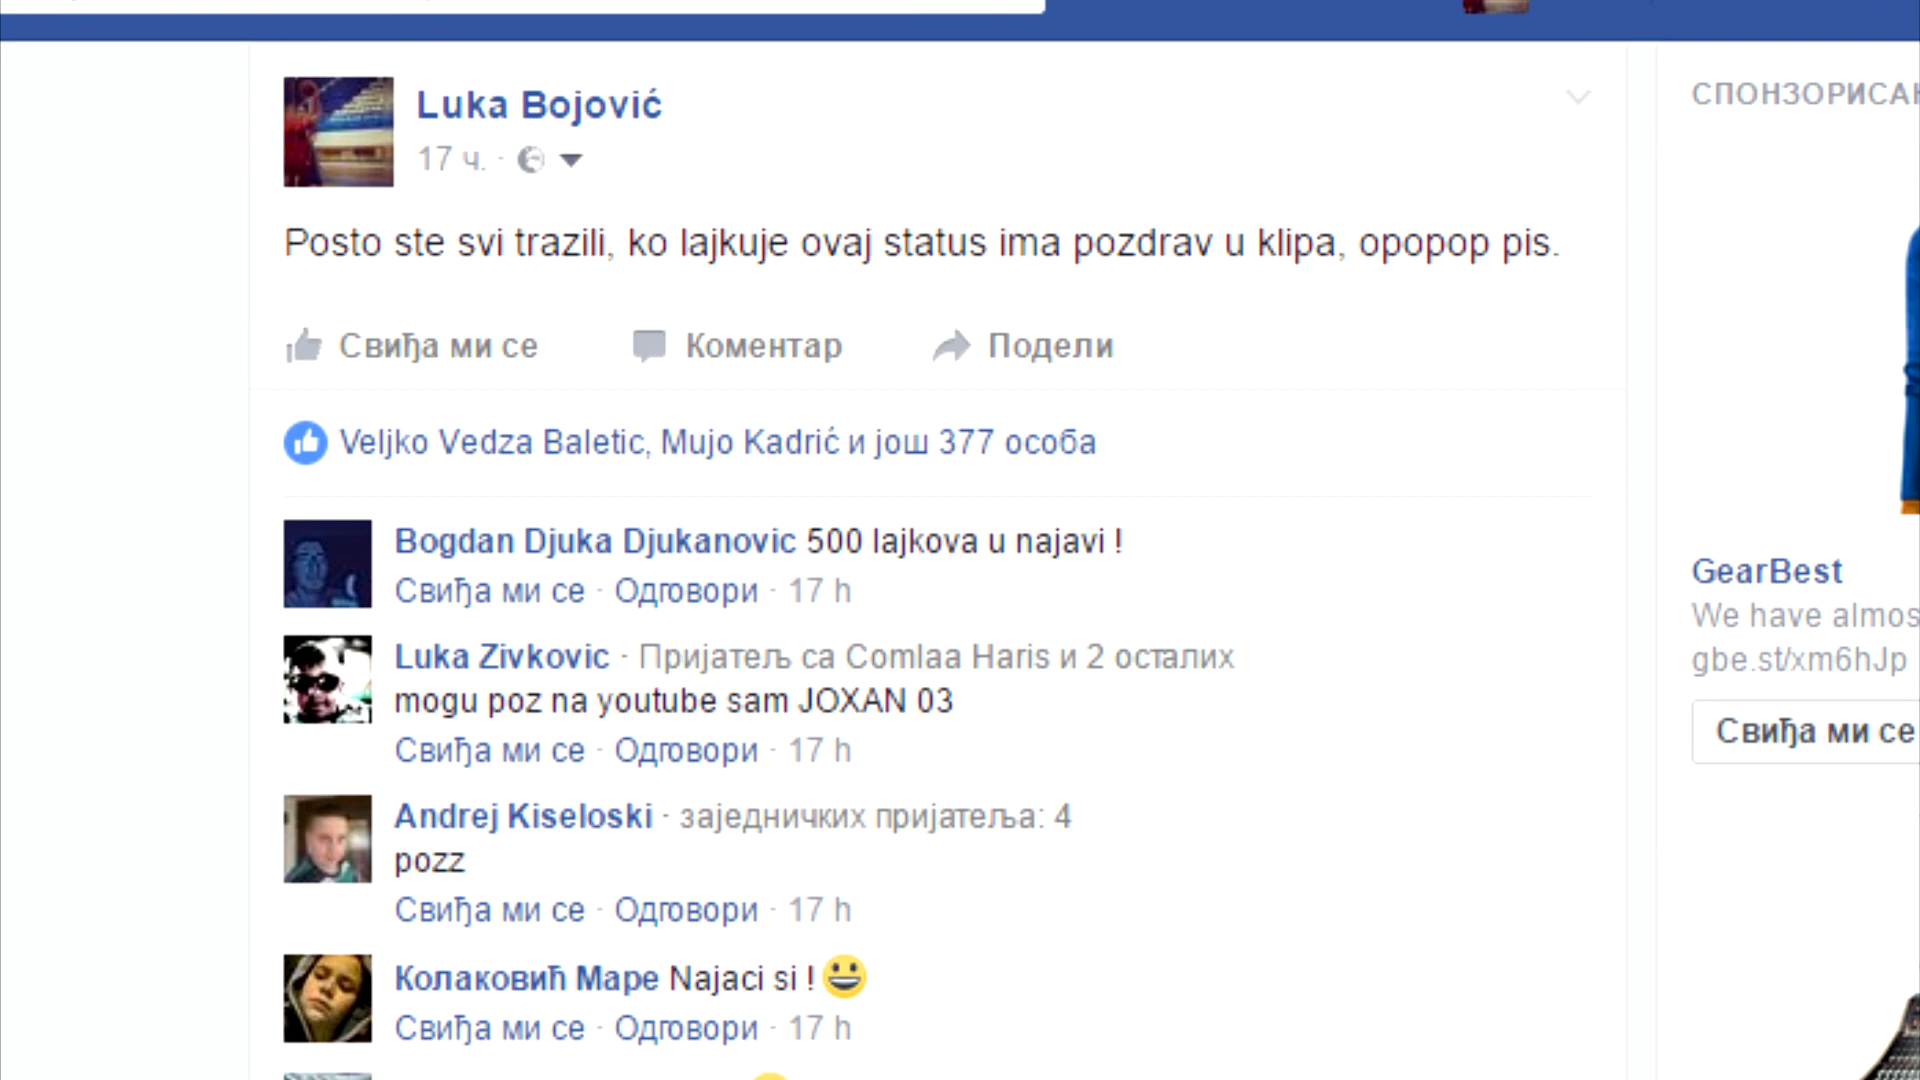 Luka Bojović
17 ч.
Posto ste svi trazili, ko lajkuje ovaj status ima pozdrav u klipa, opopop pis.
Свиђа ми се Коментар Подели
Veljko Vedza Baletic, Mujo Kadrić и још 377 особа
Bogdan Djuka Djukanovic 500 lajkova u najavi !
Свиђа ми се · Одговори · 17 h
Luka Zivkovic · Пријатељ са Comlaa Haris и 2 осталих
mogu poz na youtube sam JOXAN 03
Свиђа ми се · Одговори · 17 h
Andrej Kiseloski · заједничких пријатеља: 4
pozz
Свиђа ми се · Одговори · 17 h
Колаковић Маре Najaci si ! 😀
Свиђа ми се · Одговори · 17 h
GearBest
We have
gbe.st/xm6hJp
Свиђа ми се